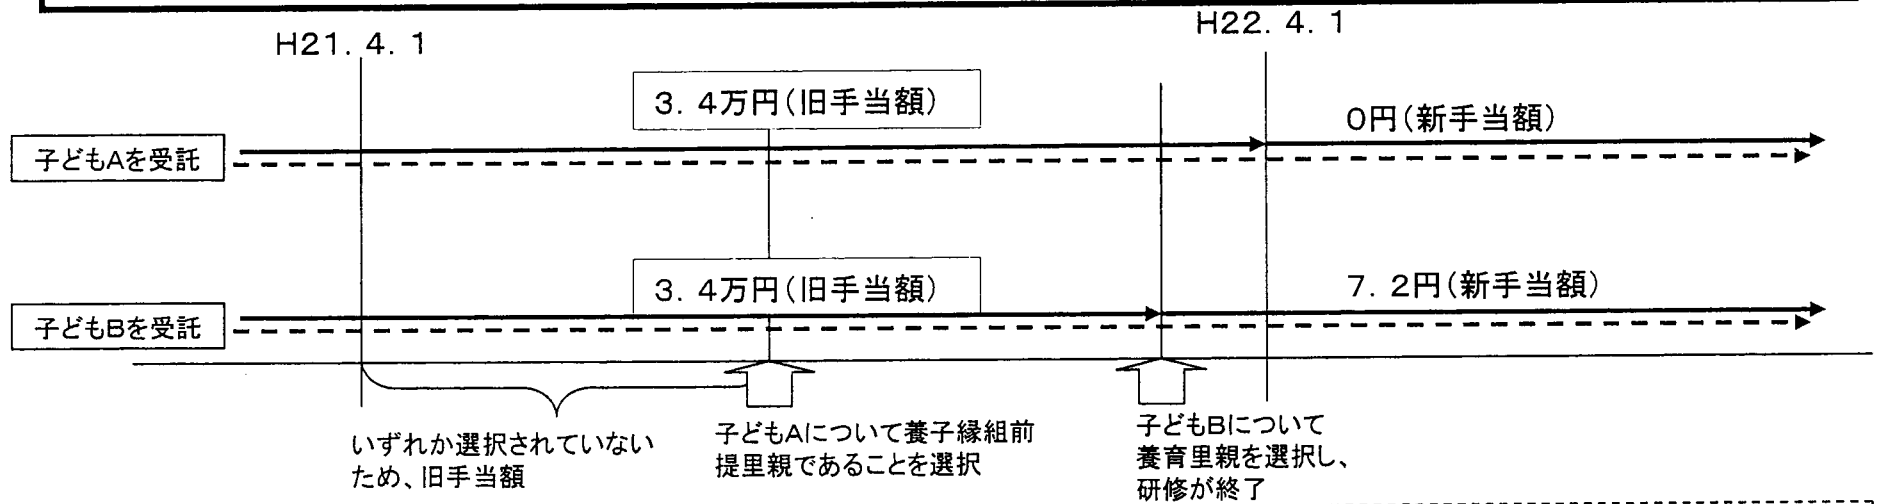 H21．4．1
H22．4．1
3．4万円（旧手当額）
0円（新手当額）
子どもAを受託
3．4万円（旧手当額）
7．2円（新手当額）
子どもBを受託
いずれか選択されていない
ため、旧手当額
子どもAについて養子縁組前
提里親であることを選択
子どもBについて
養育里親を選択し、
研修が終了